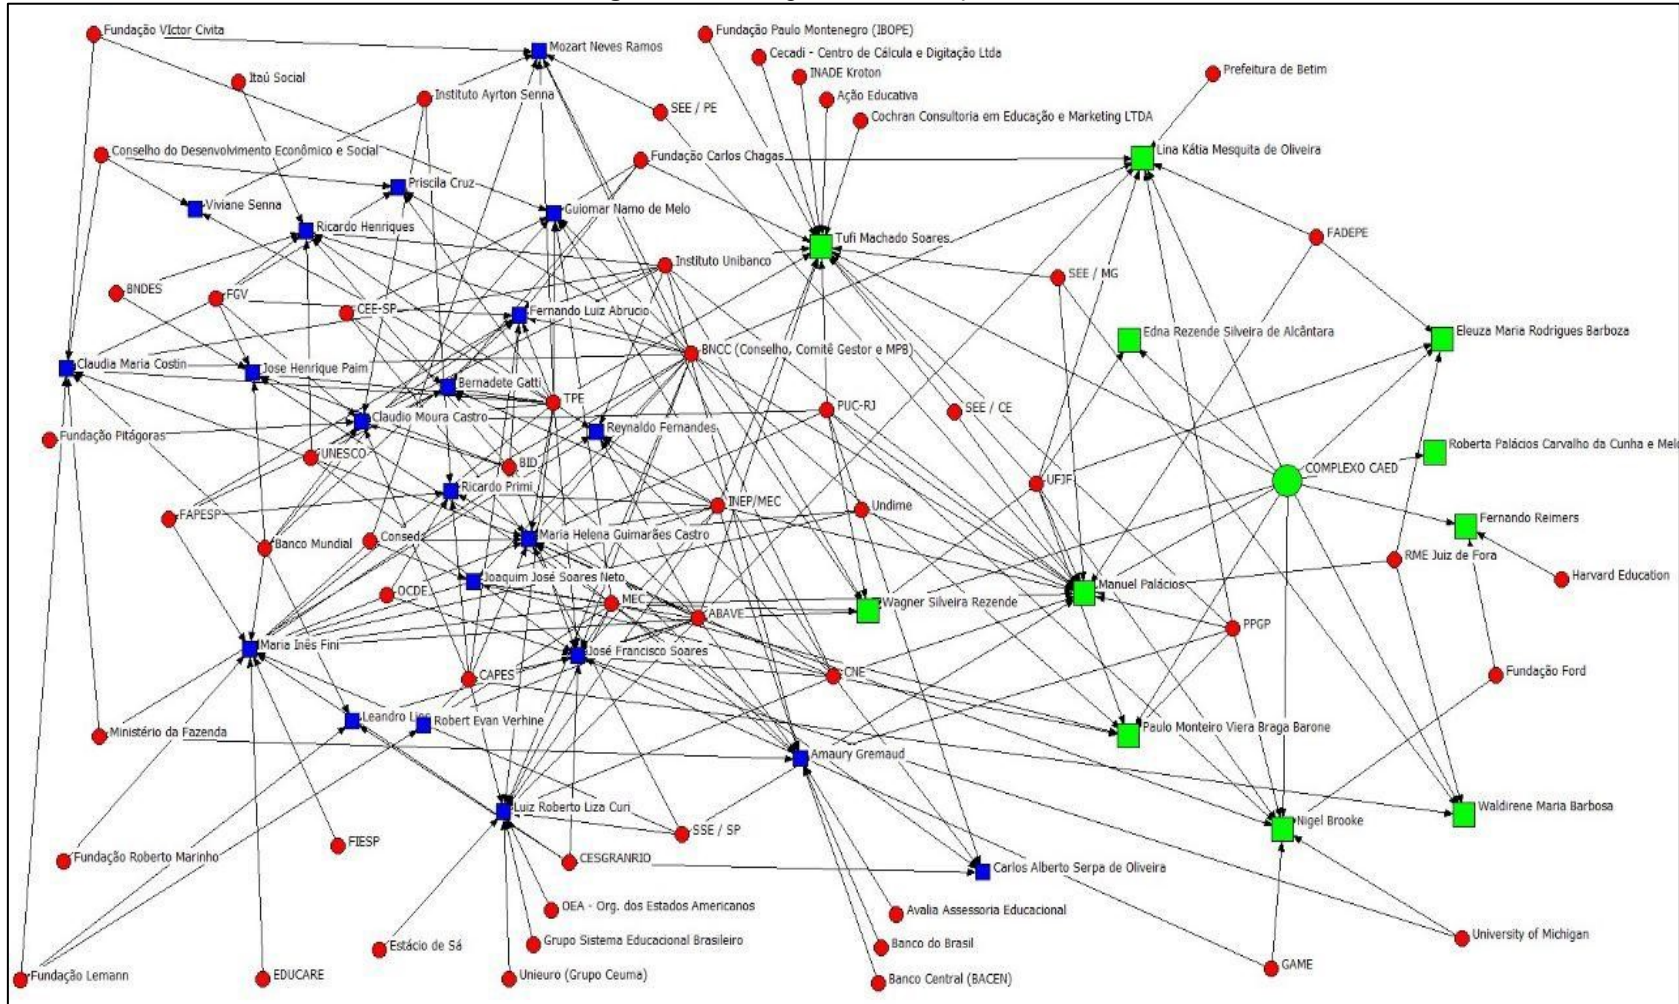 Fundação VIctor Civita
Mozart Neves Ramos
Fundação Paulo Montenegro (IBOPE)
Cecadi - Centro de Cálcula e Digitação Ltda
INADE Kroton
Prefeitura de Betim
Itaú Social
Instituto Ayrton Senna
Ação Educativa
SEE / PE
Cochran Consultoria em Educação e Marketing LTDA
Conselho do Desenvolvimento Econômico e Social
Fundação Carlos Chagas
Lina Kátia Mesquita de Oliveira
Priscila Cruz
Viviane Senna
Guiomar Namo de Melo
Ricardo Henriques
Tufi Machado Soares
FADEPE
Instituto Unibanco
SEE / MG
BNDES
FGV
CEE-SP
Fernando Luiz Abrucio
Edna Rezende Silveira de Alcântara
Eleuza Maria Rodrigues Barboza
BNCC (Conselho, Comitê Gestor e MPB)
Claudia Maria Costin
Jose Henrique Paim
Bernadete Gatti
TPE
PUC-RJ
SEE / CE
Claudio Moura Castro
Reynaldo Fernandes
Fundação Pitágoras
Roberta Palácios Carvalho da Cunha e Melo
UNESCO
BID
COMPLEXO CAED
UFJF
Ricardo Primi
INEP/MEC
Undime
FAPESP
Fernando Reimers
Banco Mundial
Consed
Maria Helena Guimarães Castro
RME Juiz de Fora
Joaquim José Soares Neto
Harvard Education
OCDE
MEC
Manuel Palácios
Wagner Silveira Rezende
ABAVE
PPGP
Maria Inês Fini
José Francisco Soares
CAPES
CNE
Fundação Ford
Leandro
Robert Evan Verhine
Ministério da Fazenda
Paulo Monteiro Viera Braga Barone
Amaury Gremaud
Luiz Roberto Liza Curi
Waldirene Maria Barbosa
SSE / SP
Nigel Brooke
FIESP
Fundação Roberto Marinho
CESGRANRIO
Carlos Alberto Serpa de Oliveira
OEA - Org. dos Estados Americanos
Avalia Assessoria Educacional
Estácio de Sá
Grupo Sistema Educacional Brasileiro
Banco do Brasil
University of Michigan
Fundação Lemann
EDUCARE
Unieuro (Grupo Ceuma)
Banco Central (BACEN)
GAME